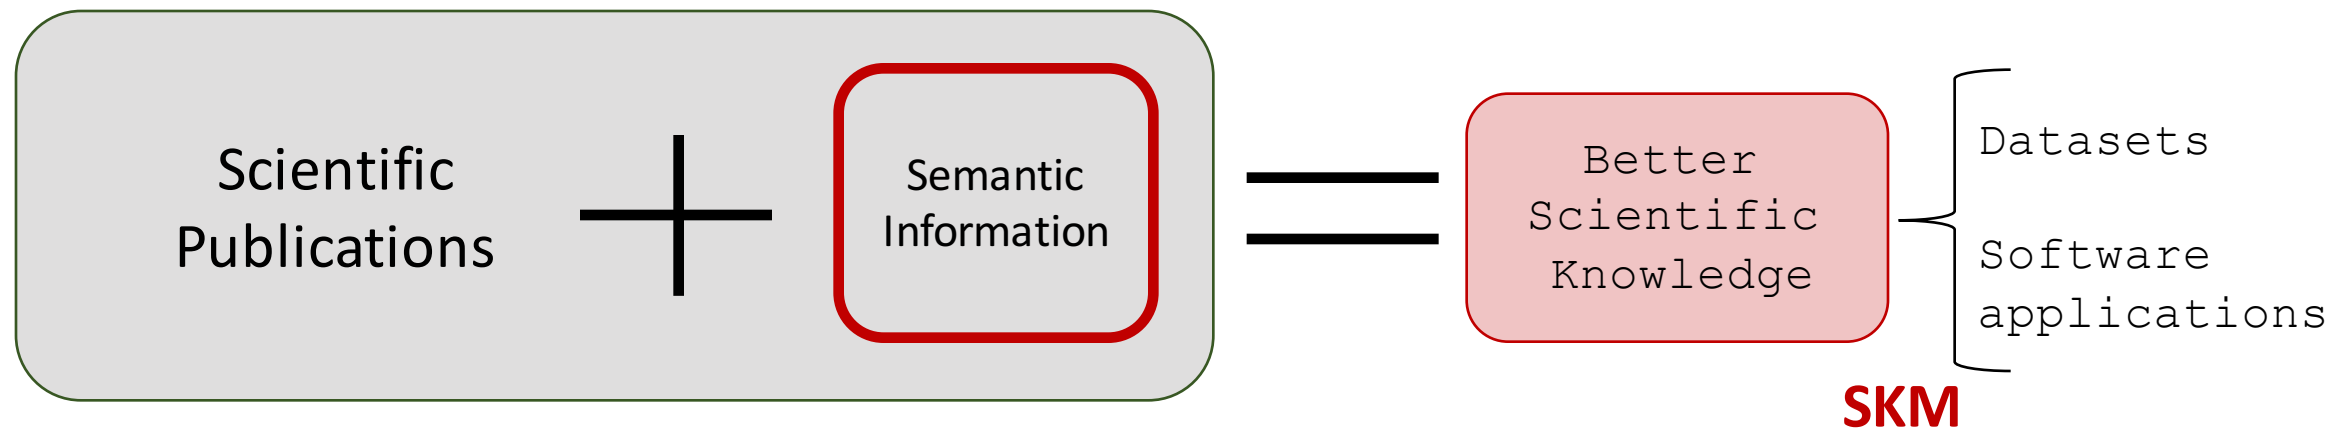 Scientific
Publications
Semantic
Information
Better
Scientific
Knowledge
Datasets
Software
applications
SKM